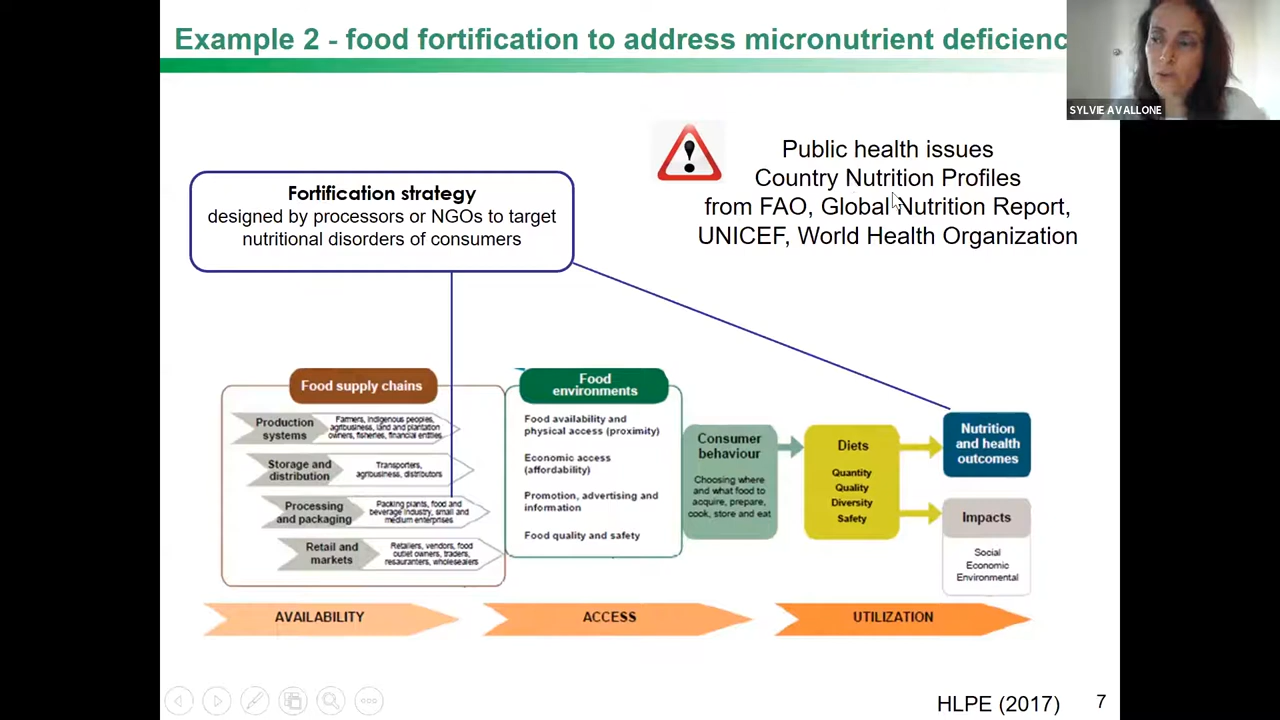 Example 2 - food fortification to address micronutrient deficienc
SYLVIE AVALLONE
Public health issues
Country Nutrition Profiles
from FAO, Global Nutrition Report,
UNICEF, World Health Organization
Fortification strategy
designed by processors or NGOs to target
nutritional disorders of consumers
Food supply chains
Production
systems
Farmers, indigenous peoples,
agribusiness, land and plantation
owners, fisheries, financial entities
Storage and
distribution
Transporters,
agribusiness, distributors
Processing
and packaging
Packing plants, food and
beverage industry, small and
medium enterprises
Retail and
markets
Retailers, vendors, food
outlet owners, traders,
restauranters, wholesalers
Food
environments
Food availability and
physical access (proximity)
Economic access
(affordability)
Promotion, advertising and
information
Food quality and safety
Consumer
behaviour
Choosing where
and what food to
acquire, prepare,
cook, store and eat
Diets
Quantity
Quality
Diversity
Safety
Nutrition
and health
outcomes
Impacts
Social
Economic
Environmental
AVAILABILITY
ACCESS
UTILIZATION
HLPE (2017)
7